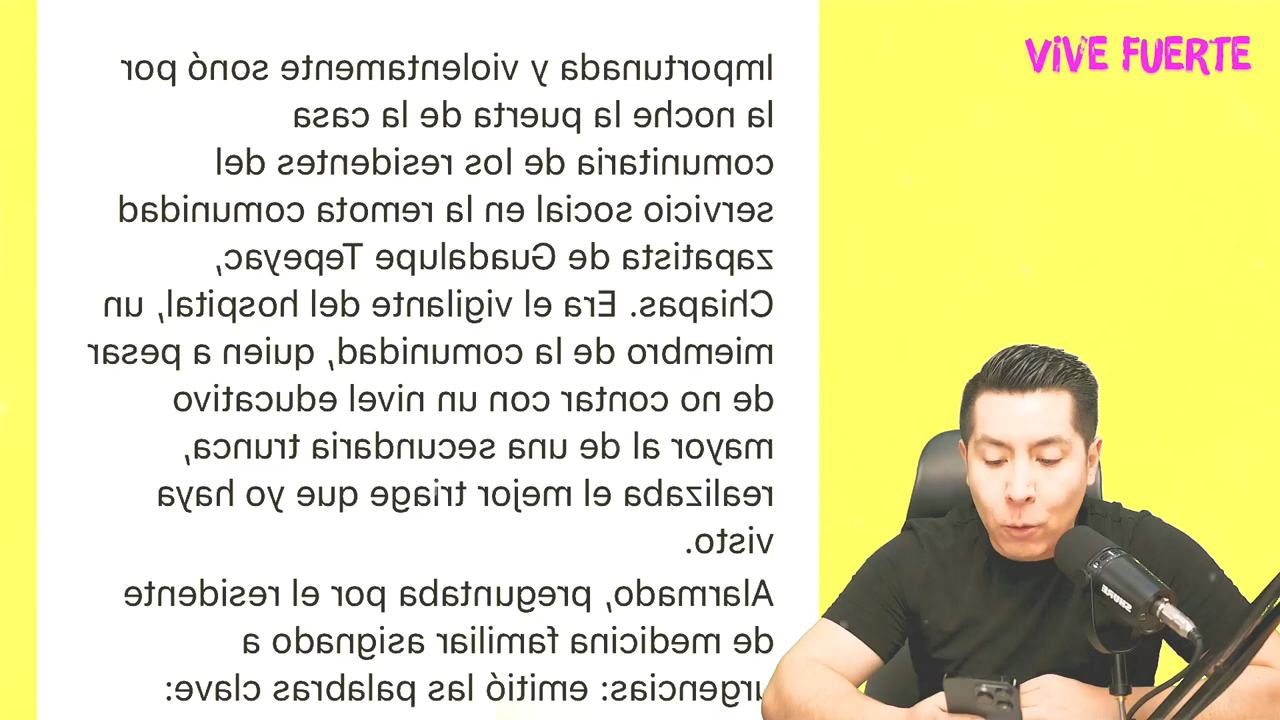 VIVE FUERTE
Importunada y violentamente sonó por
la noche la puerta de la casa
comunitaria de los residentes del
servicio social en la remota comunidad
zapatista de Guadalupe Tepeyac,
Chiapas. Era el vigilante del hospital, un
miembro de la comunidad, quien a pesar
de no contar con un nivel educativo
mayor al de una secundaria trunca,
realizaba el mejor triage que yo haya
visto.
Alarmado, preguntaba por el residente
de medicina familiar asignado a
urgencias: emitió las palabras clave:
SHURE